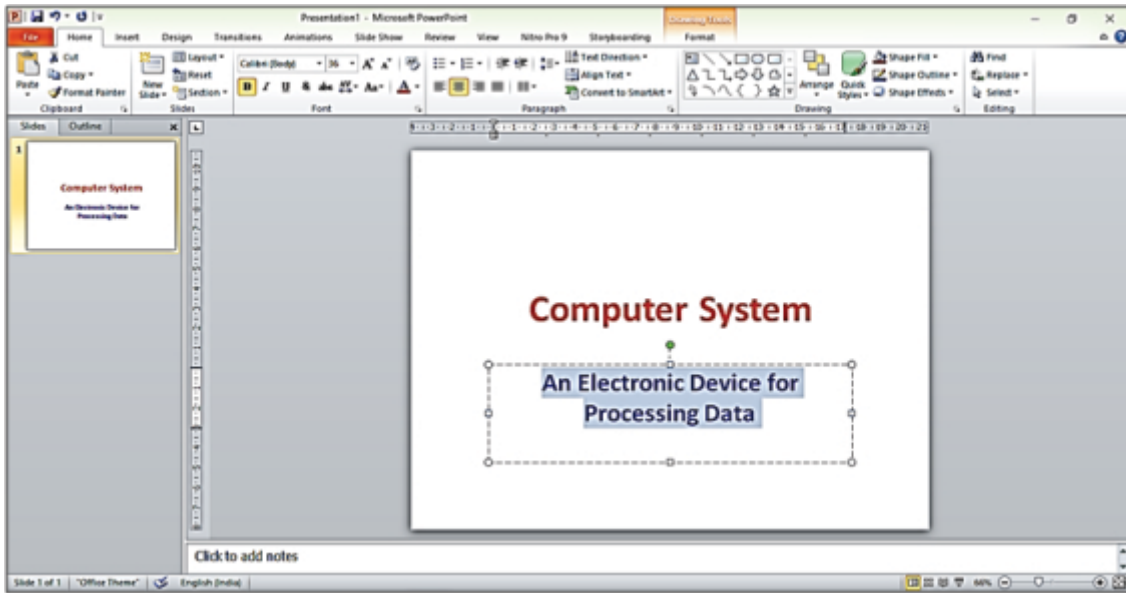 Presentation1 - Microsoft PowerPoint
Drawing Tools
File Home Insert Design Transitions Animations Slide Show Review View Nitro Pro 9 Storyboarding Format
Paste
Cut
Copy
Format Painter
Clipboard
New Slide
Layout
Reset
Section
Slides
Calibri (Body) 36
B I U S abc AV Aa A
Font
Text Direction
Align Text
Convert to SmartArt
Paragraph
Arrange
Quick Styles
Shape Fill
Shape Outline
Shape Effects
Drawing
Find
Replace
Select
Editing
Slides Outline
1
Computer System
An Electronic Device for
Processing Data
Computer System
An Electronic Device for
Processing Data
Click to add notes
Slide 1 of 1 "Office Theme" English (India) 66%